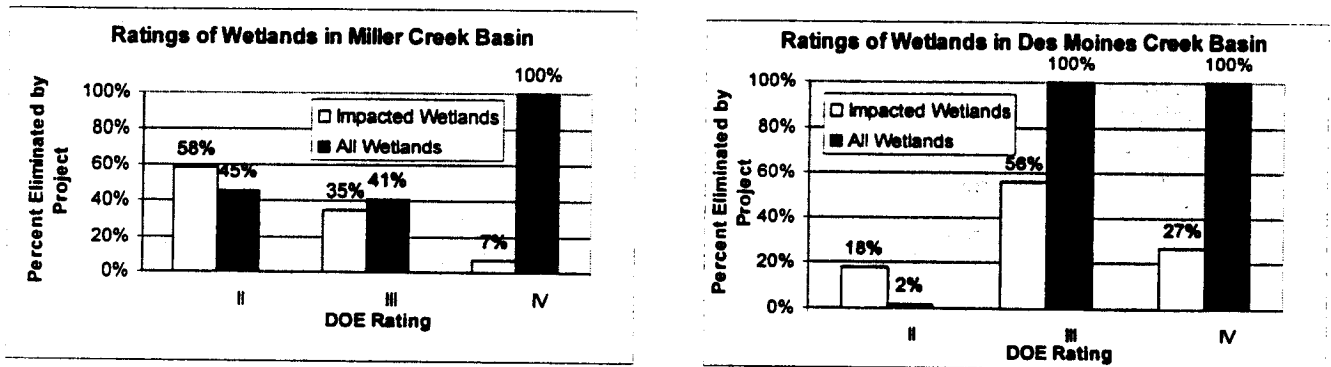 Ratings of Wetlands in Miller Creek Basin
Percent Eliminated by
Project
100%
80%
60%
40%
20%
0%
Impacted Wetlands
All Wetlands
58%
45%
35%
41%
7%
100%
II
III
IV
DOE Rating
Ratings of Wetlands in Des Moines Creek Basin
Percent Eliminated by
Project
100%
80%
60%
40%
20%
0%
Impacted Wetlands
All Wetlands
18%
2%
56%
100%
27%
100%
II
III
IV
DOE Rating